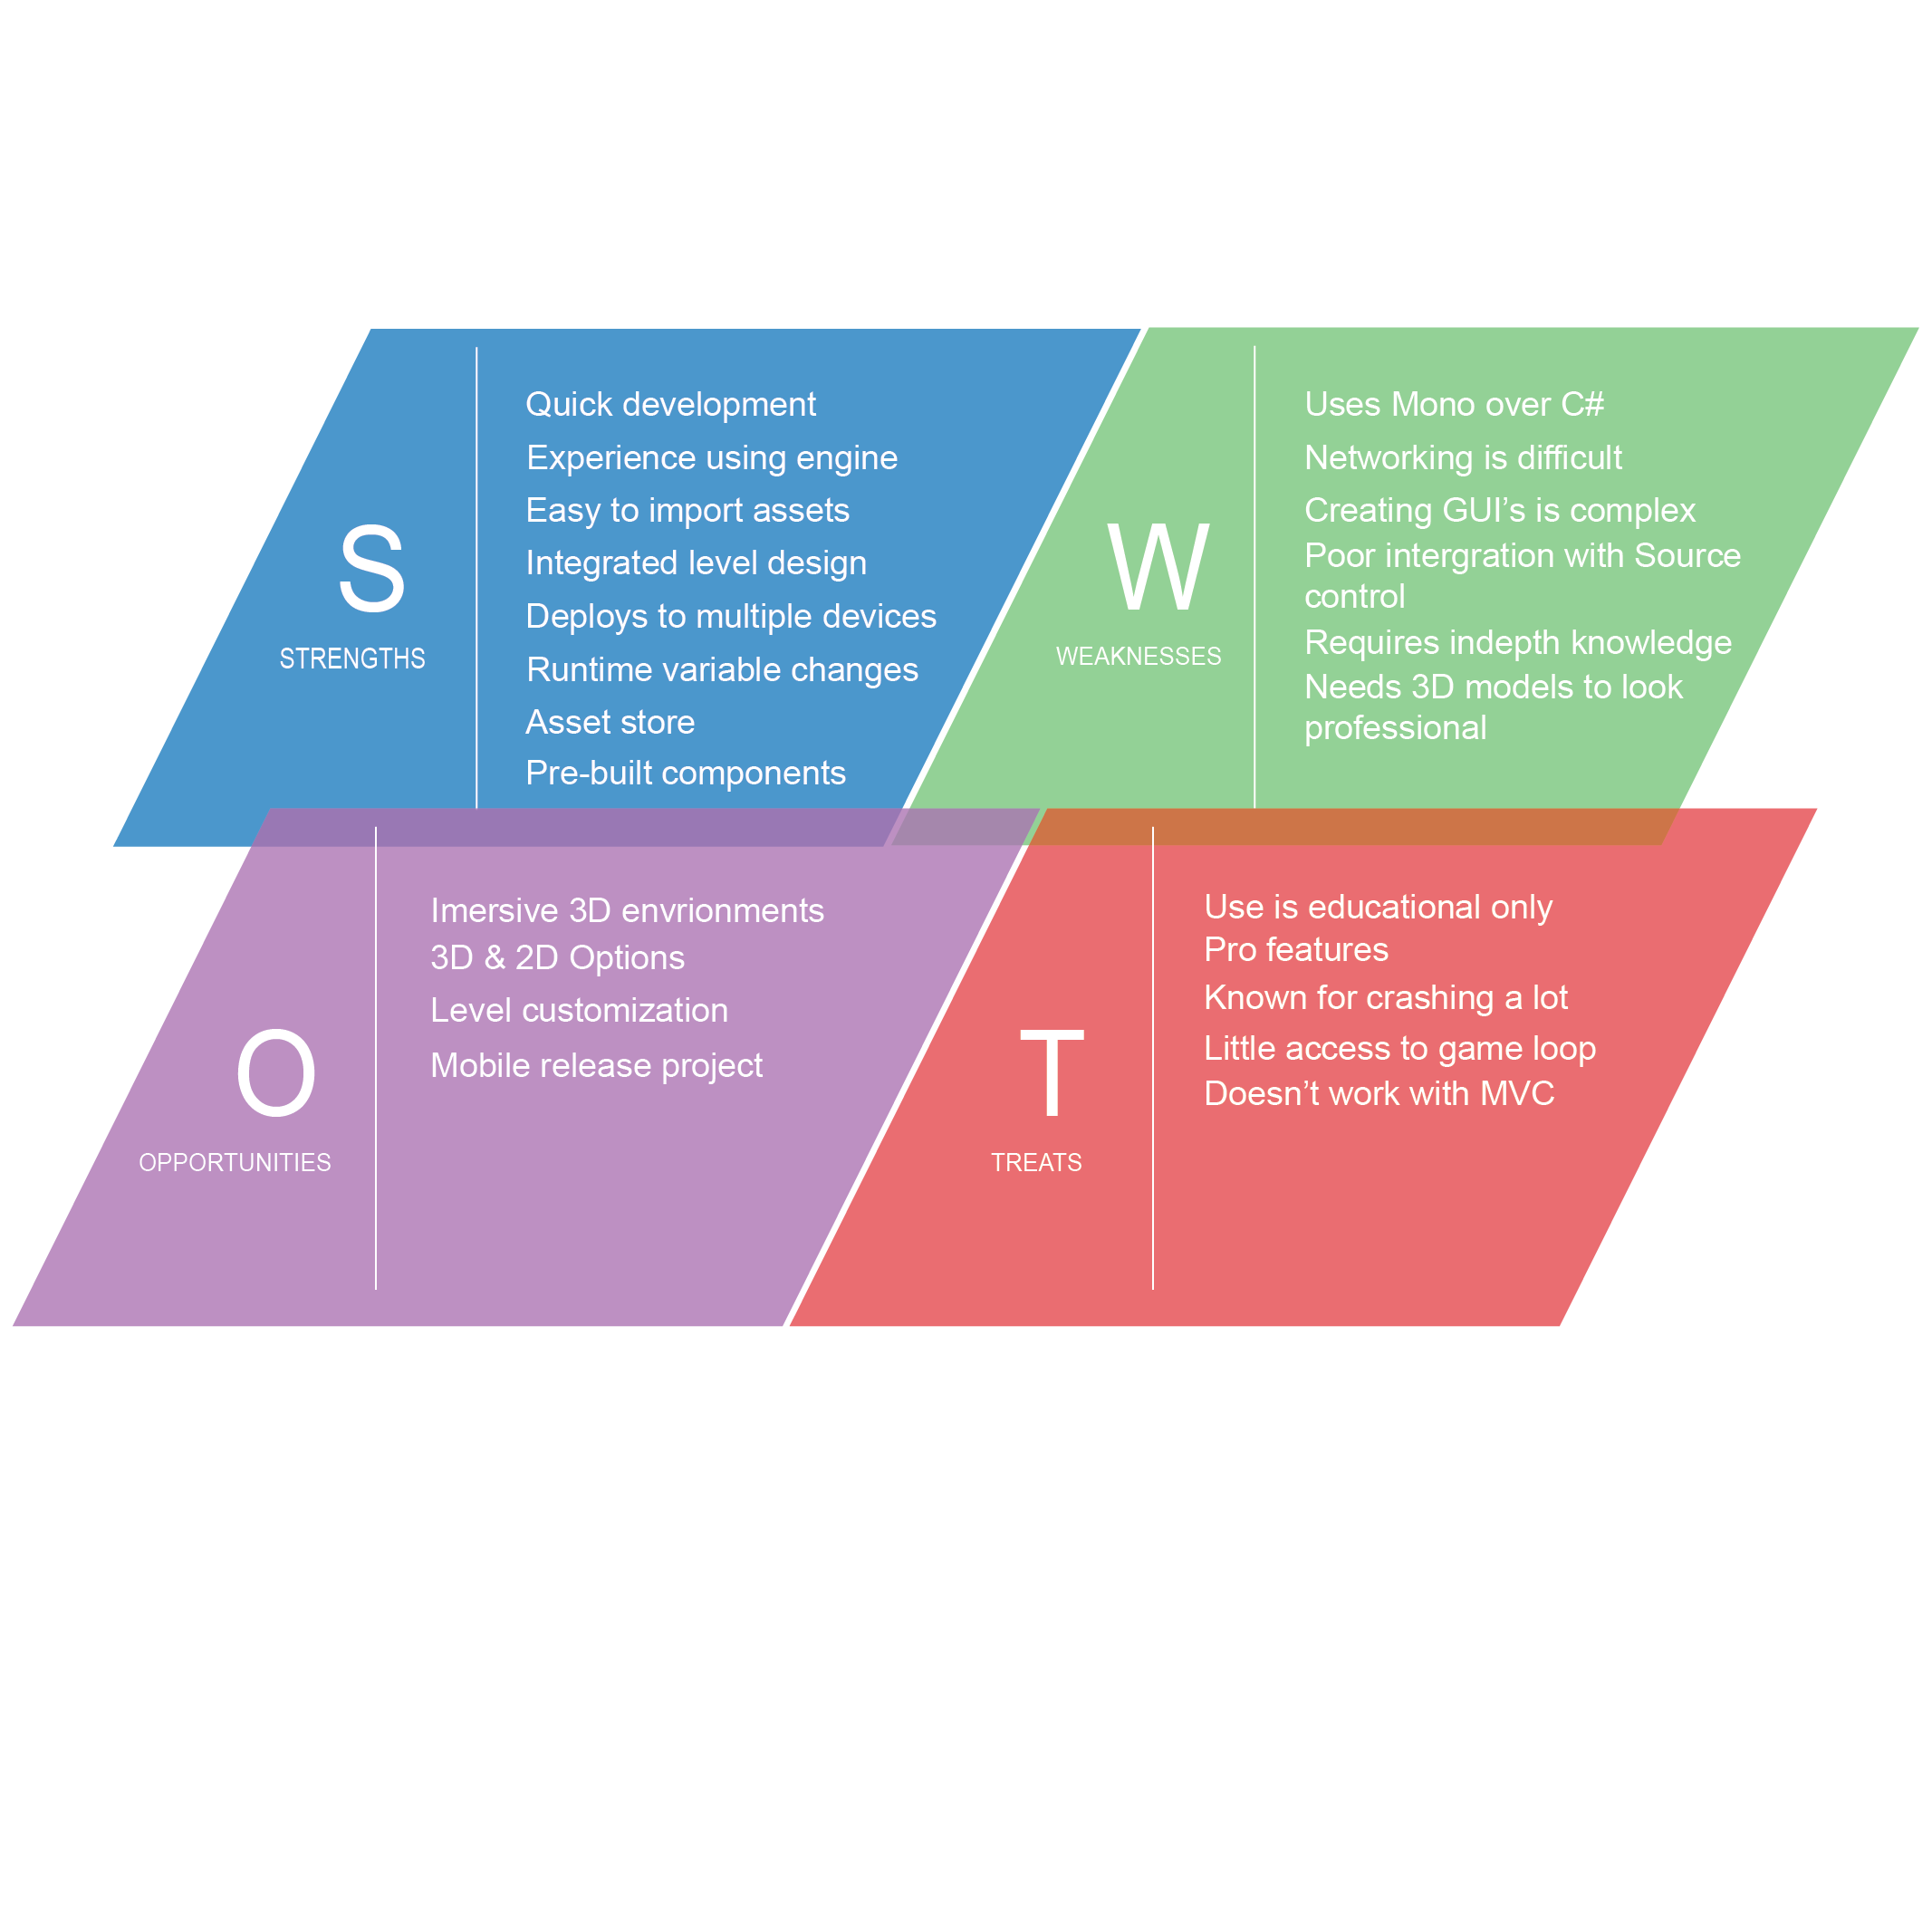 S
STRENGTHS
Quick development
Experience using engine
Easy to import assets
Integrated level design
Deploys to multiple devices
Runtime variable changes
Asset store
Pre-built components
W
WEAKNESSES
Uses Mono over C#
Networking is difficult
Creating GUI’s is complex
Poor intergration with Source
control
Requires indepth knowledge
Needs 3D models to look
professional
O
OPPORTUNITIES
Imersive 3D envrionments
3D & 2D Options
Level customization
Mobile release project
T
TREATS
Use is educational only
Pro features
Known for crashing a lot
Little access to game loop
Doesn’t work with MVC